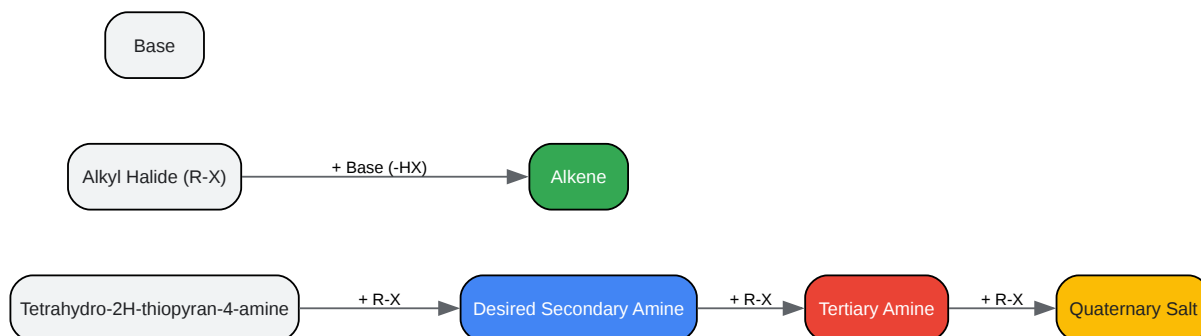 Base
Alkyl Halide (R-X)
+ Base (-HX)
Alkene
Tetrahydro-2H-thiopyran-4-amine
+ R-X
Desired Secondary Amine
+ R-X
Tertiary Amine
+ R-X
Quaternary Salt